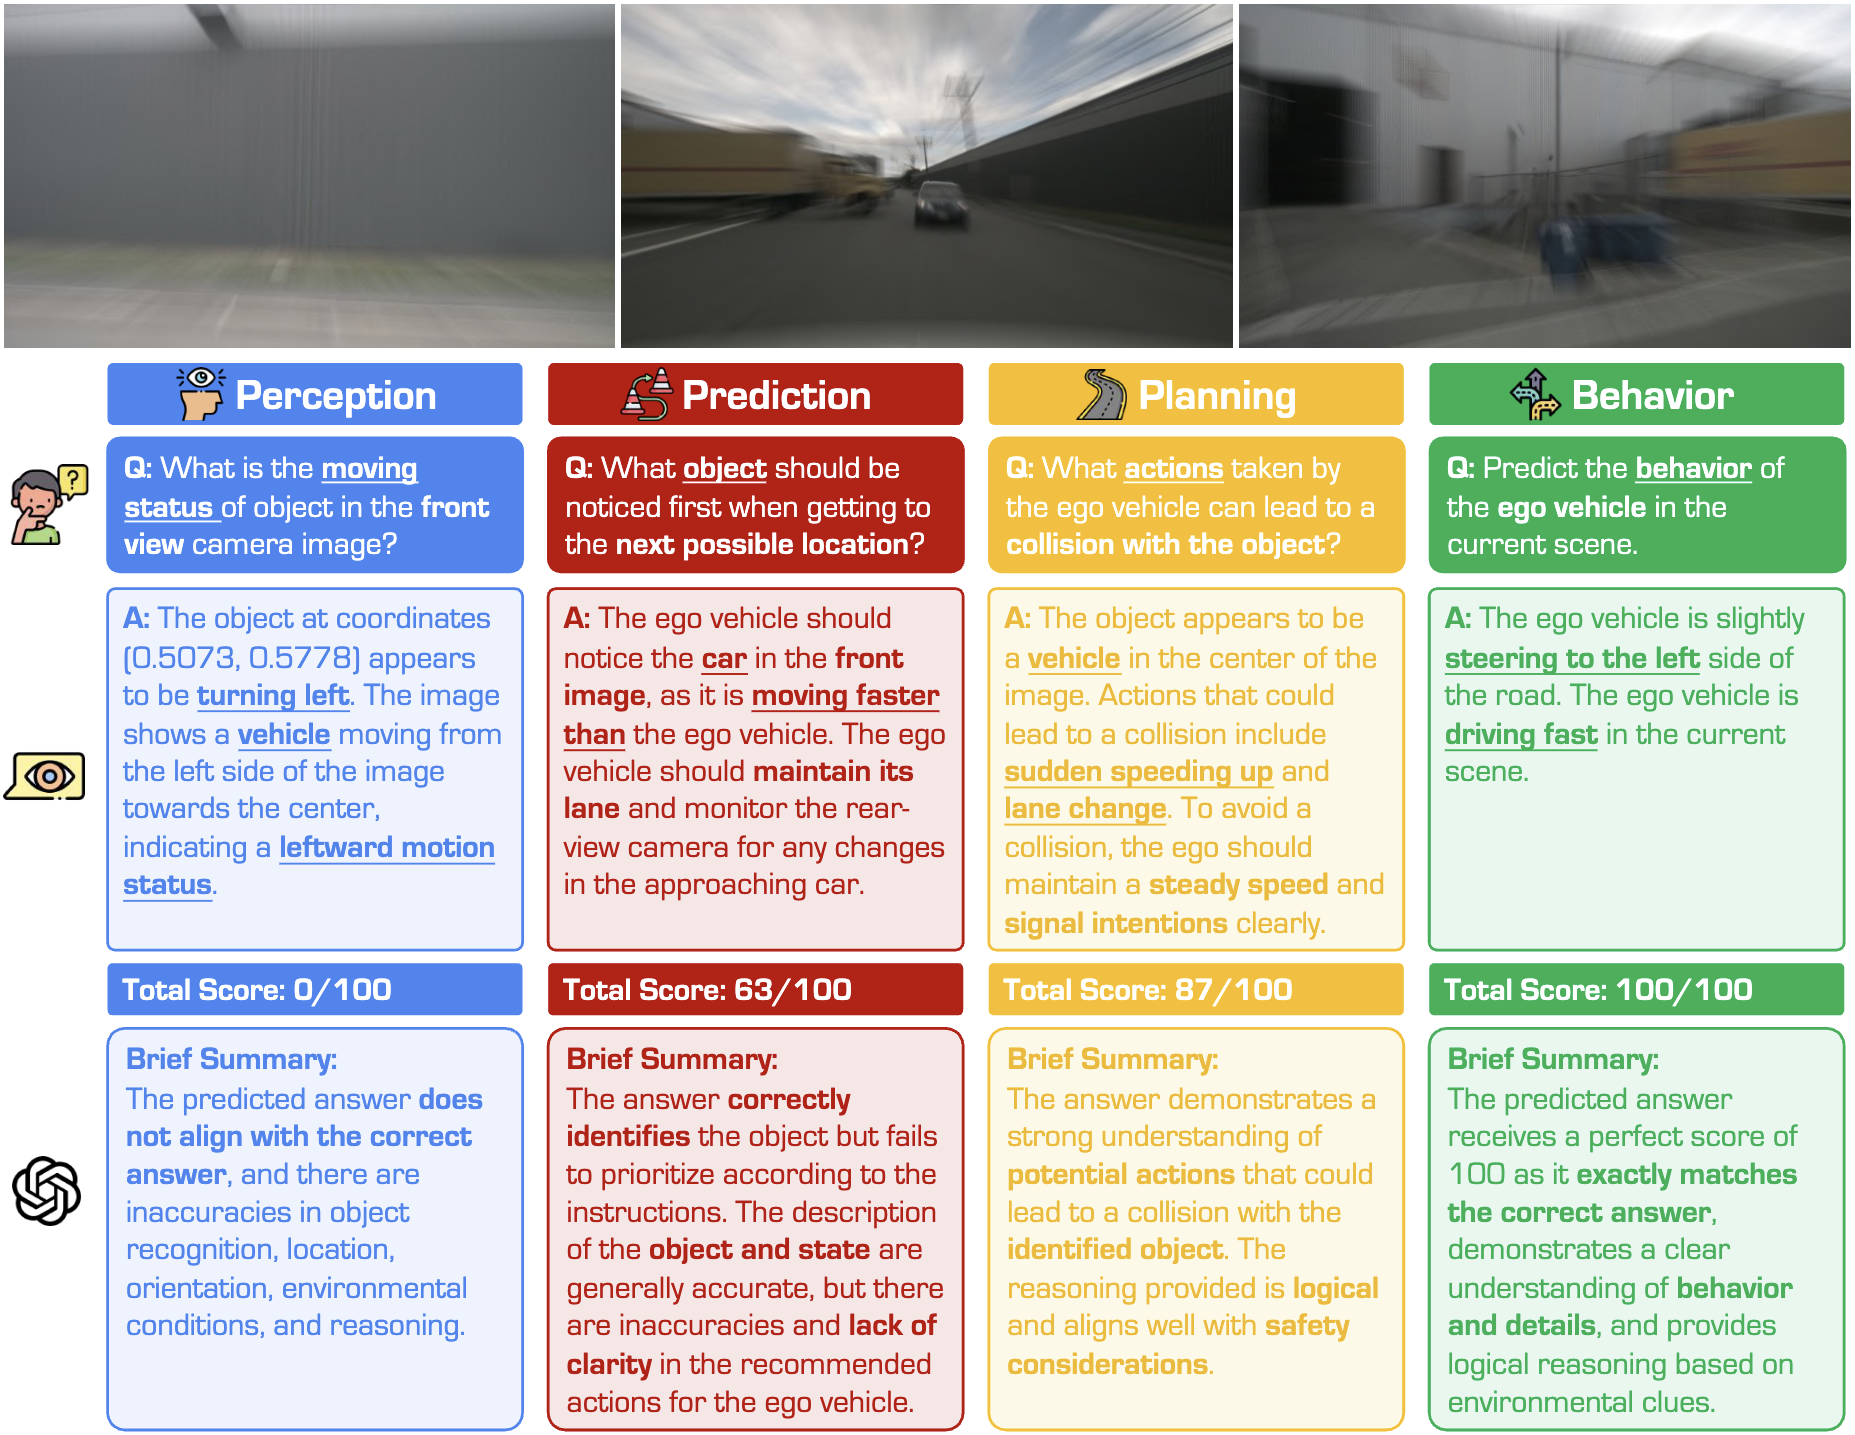 Perception
Q: What is the moving
status of object in the front
view camera image?
A: The object at coordinates
(0.5073, 0.5778) appears
to be turning left. The image
shows a vehicle moving from
the left side of the image
towards the center,
indicating a leftward motion
status.
Total Score: 0/100
Brief Summary:
The predicted answer does
not align with the correct
answer, and there are
inaccuracies in object
recognition, location,
orientation, environmental
conditions, and reasoning.
Prediction
Q: What object should be
noticed first when getting to
the next possible location?
A: The ego vehicle should
notice the car in the front
image, as it is moving faster
than the ego vehicle. The ego
vehicle should maintain its
lane and monitor the rear-
view camera for any changes
in the approaching car.
Total Score: 63/100
Brief Summary:
The answer correctly
identifies the object but fails
to prioritize according to the
instructions. The description
of the object and state are
generally accurate, but there
are inaccuracies and lack of
clarity in the recommended
actions for the ego vehicle.
Planning
Q: What actions taken by
the ego vehicle can lead to a
collision with the object?
A: The object appears to be
a vehicle in the center of the
image. Actions that could
lead to a collision include
sudden speeding up and
lane change. To avoid a
collision, the ego should
maintain a steady speed and
signal intentions clearly.
Total Score: 87/100
Brief Summary:
The answer demonstrates a
strong understanding of
potential actions that could
lead to a collision with the
identified object. The
reasoning provided is logical
and aligns well with safety
considerations.
Behavior
Q: Predict the behavior of
the ego vehicle in the
current scene.
A: The ego vehicle is slightly
steering to the left side of
the road. The ego vehicle is
driving fast in the current
scene.
Total Score: 100/100
Brief Summary:
The predicted answer
receives a perfect score of
100 as it exactly matches
the correct answer,
demonstrates a clear
understanding of behavior
and details, and provides
logical reasoning based on
environmental clues.